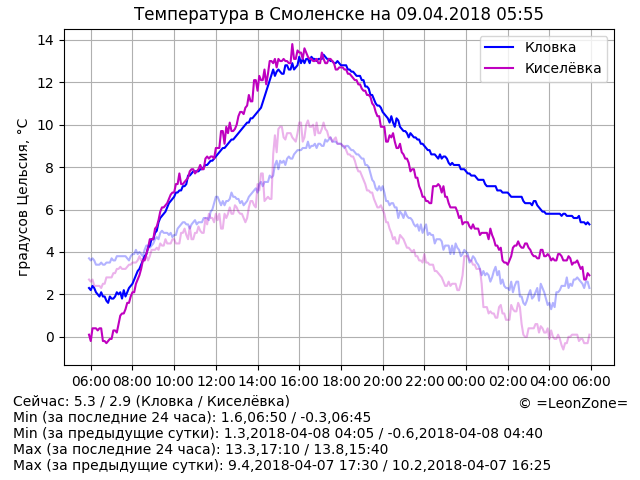 Температура в Смоленске на 09.04.2018 05:55
14
12
10
8
6
4
2
0
градусов Цельсия, °C
Кловка
Киселёвка
06:00 08:00 10:00 12:00 14:00 16:00 18:00 20:00 22:00 00:00 02:00 04:00 06:00
Сейчас: 5.3 / 2.9 (Кловка / Киселёвка)
© =LeonZone=
Min (за последние 24 часа): 1.6,06:50 / -0.3,06:45
Min (за предыдущие сутки): 1.3,2018-04-08 04:05 / -0.6,2018-04-08 04:40
Max (за последние 24 часа): 13.3,17:10 / 13.8,15:40
Max (за предыдущие сутки): 9.4,2018-04-07 17:30 / 10.2,2018-04-07 16:25